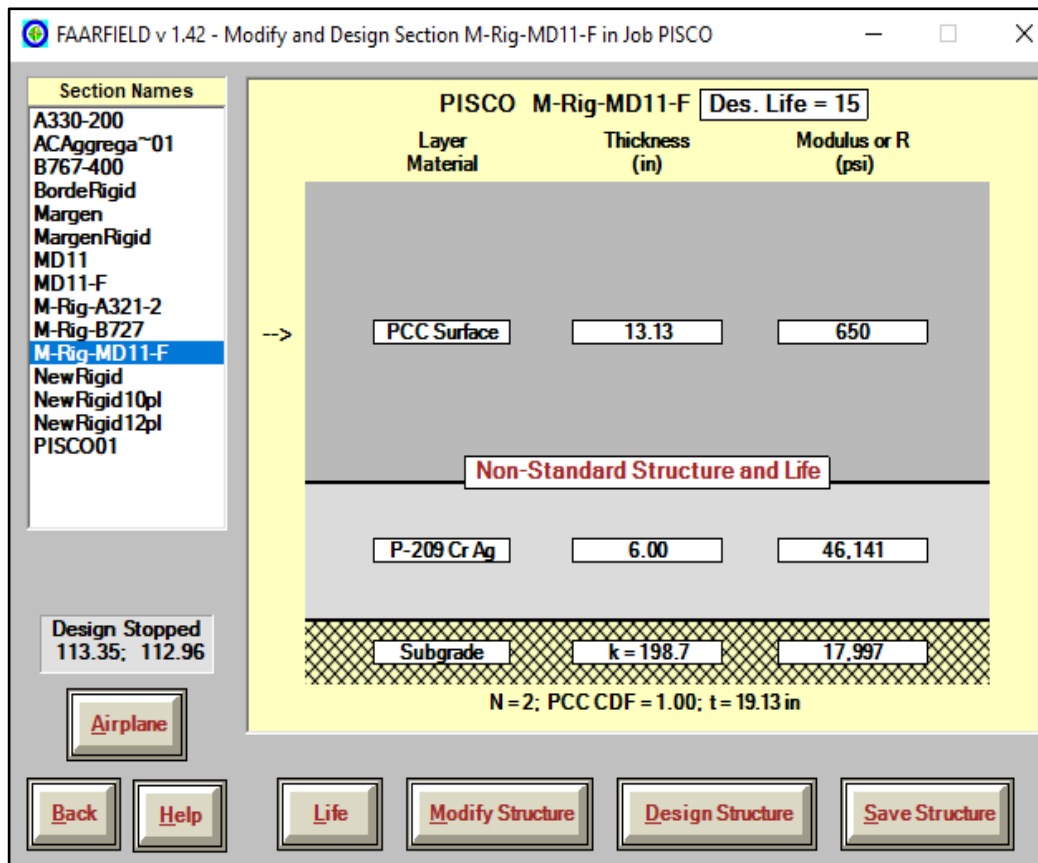 FAARFIELD v 1.42 - Modify and Design Section M-Rig-MD11-F in Job PISCO
Section Names
A330-200
ACAggrega~01
B767-400
BordeRigid
Margen
MargenRigid
MD11
MD11-F
M-Rig-A321-2
M-Rig-B727
M-Rig-MD11-F
NewRigid
NewRigid10pl
NewRigid12pl
PISCO01
Design Stopped
113.35; 112.96
Airplane
Back
Help
PISCO M-Rig-MD11-F Des. Life = 15
Layer Material
Thickness (in)
Modulus or R (psi)
--> PCC Surface 13.13 650
Non-Standard Structure and Life
P-209 Cr Ag 6.00 46,141
Subgrade k = 198.7 17,997
N = 2; PCC CDF = 1.00; t = 19.13 in
Life
Modify Structure
Design Structure
Save Structure